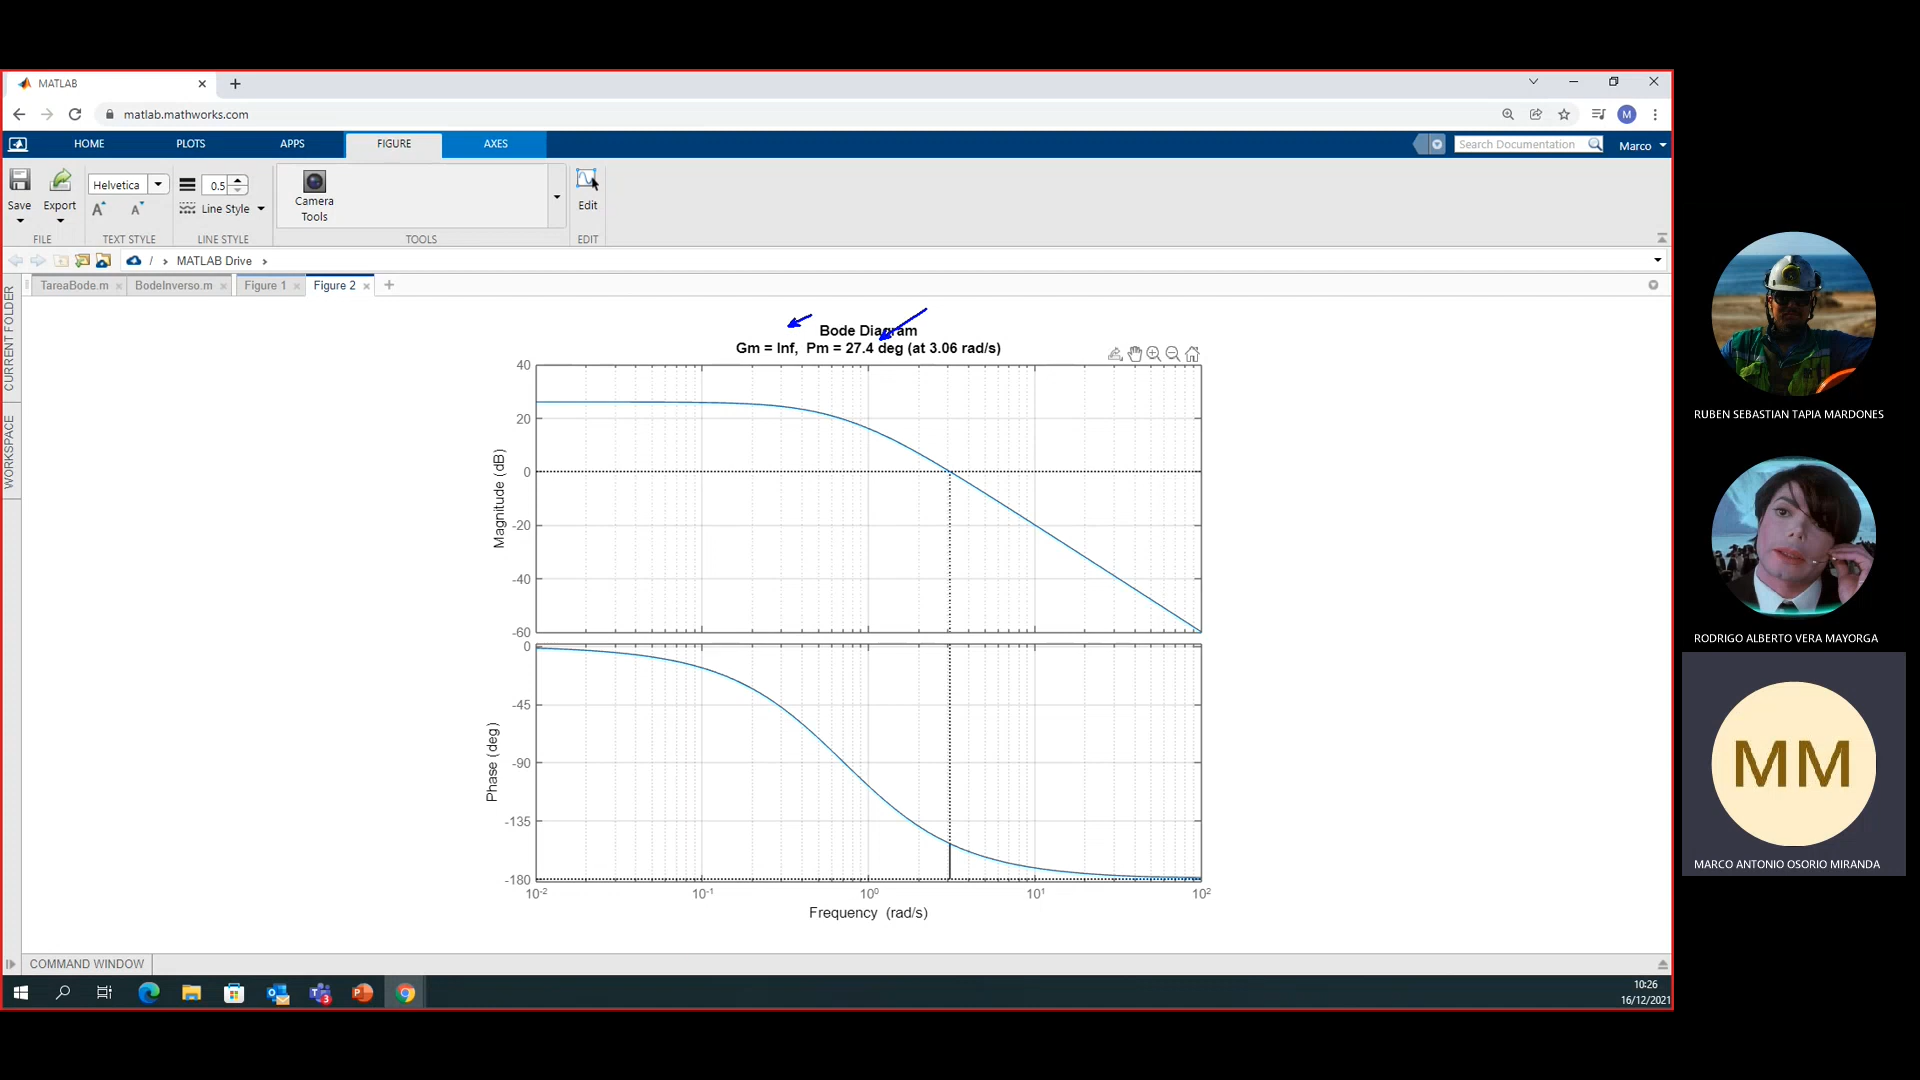 MATLAB
matlab.mathworks.com
M
HOME PLOTS APPS FIGURE AXES
Search Documentation
Marco
Helvetica
0.5
Camera
Tools
Save Export
A A
Line Style
Edit
FILE TEXT STYLE LINE STYLE TOOLS EDIT
/ › MATLAB Drive ›
TareaBode.m BodeInverso.m Figure 1 Figure 2
CURRENT FOLDER
WORKSPACE
Bode Diagram
Gm = Inf, Pm = 27.4 deg (at 3.06 rad/s)
40
20
0
-20
-40
-60
Magnitude (dB)
0
-45
-90
-135
-180
Phase (deg)
10-2 10-1 100 101 102
Frequency (rad/s)
COMMAND WINDOW
3
10:26
16/12/2021
RUBEN SEBASTIAN TAPIA MARDONES
RODRIGO ALBERTO VERA MAYORGA
MM
MARCO ANTONIO OSORIO MIRANDA